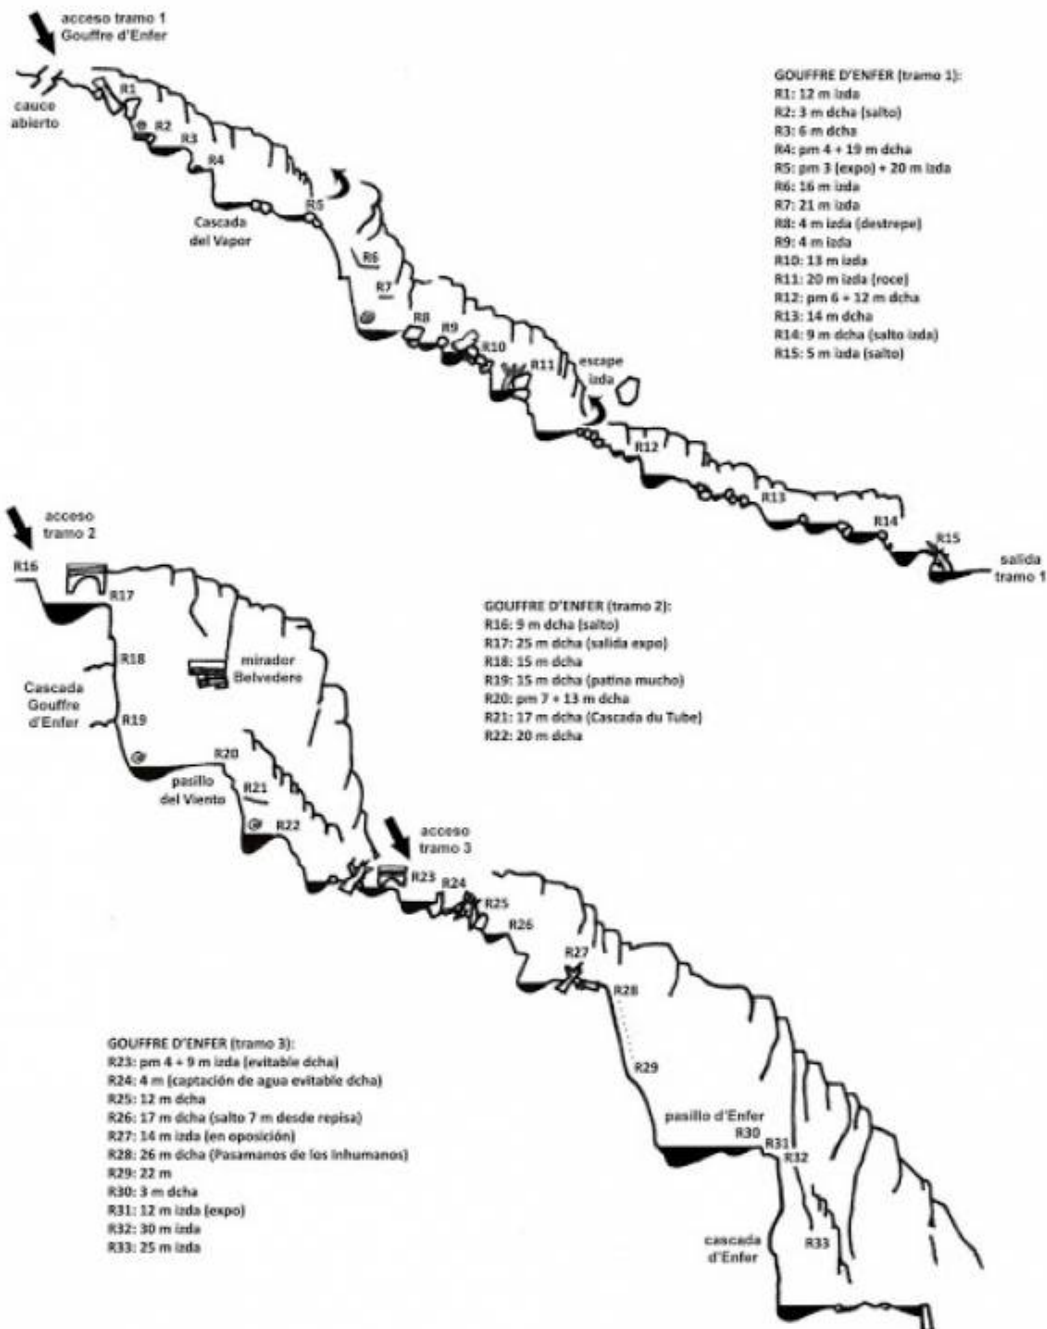 acceso tramo 1
Gouffre d'Enfer
cauce
abierto
R1
R2
R3
R4
Cascada
del Vapor
R5
R6
R7
R8
R9
R10
R11
escape
izda
R12
R13
R14
R15
salida
tramo 1
GOUFFRE D'ENFER (tramo 1):
R1: 12 m izda
R2: 3 m dcha (salto)
R3: 6 m dcha
R4: pm 4 + 19 m dcha
R5: pm 3 (expo) + 20 m izda
R6: 16 m izda
R7: 21 m izda
R8: 4 m izda (destrepe)
R9: 4 m izda
R10: 13 m izda
R11: 20 m izda (roce)
R12: pm 6 + 12 m dcha
R13: 14 m dcha
R14: 9 m dcha (salto izda)
R15: 5 m izda (salto)
acceso
tramo 2
R16
R17
R18
mirador
Belvedere
Cascada
Gouffre
d'Enfer
R19
R20
pasillo
del Viento
R21
R22
GOUFFRE D'ENFER (tramo 2):
R16: 9 m dcha (salto)
R17: 25 m dcha (salida expo)
R18: 15 m dcha
R19: 15 m dcha (patina mucho)
R20: pm 7 + 13 m dcha
R21: 17 m dcha (Cascada du Tube)
R22: 20 m dcha
acceso
tramo 3
R23
R24
R25
R26
R27
R28
R29
pasillo d'Enfer
R30
R31
R32
cascada
d'Enfer
R33
GOUFFRE D'ENFER (tramo 3):
R23: pm 4 + 9 m izda (evitable dcha)
R24: 4 m (captación de agua evitable dcha)
R25: 12 m dcha
R26: 17 m dcha (salto 7 m desde repisa)
R27: 14 m izda (en oposición)
R28: 26 m dcha (Pasamanos de los Inhumanos)
R29: 22 m
R30: 3 m dcha
R31: 12 m izda (expo)
R32: 30 m izda
R33: 25 m izda